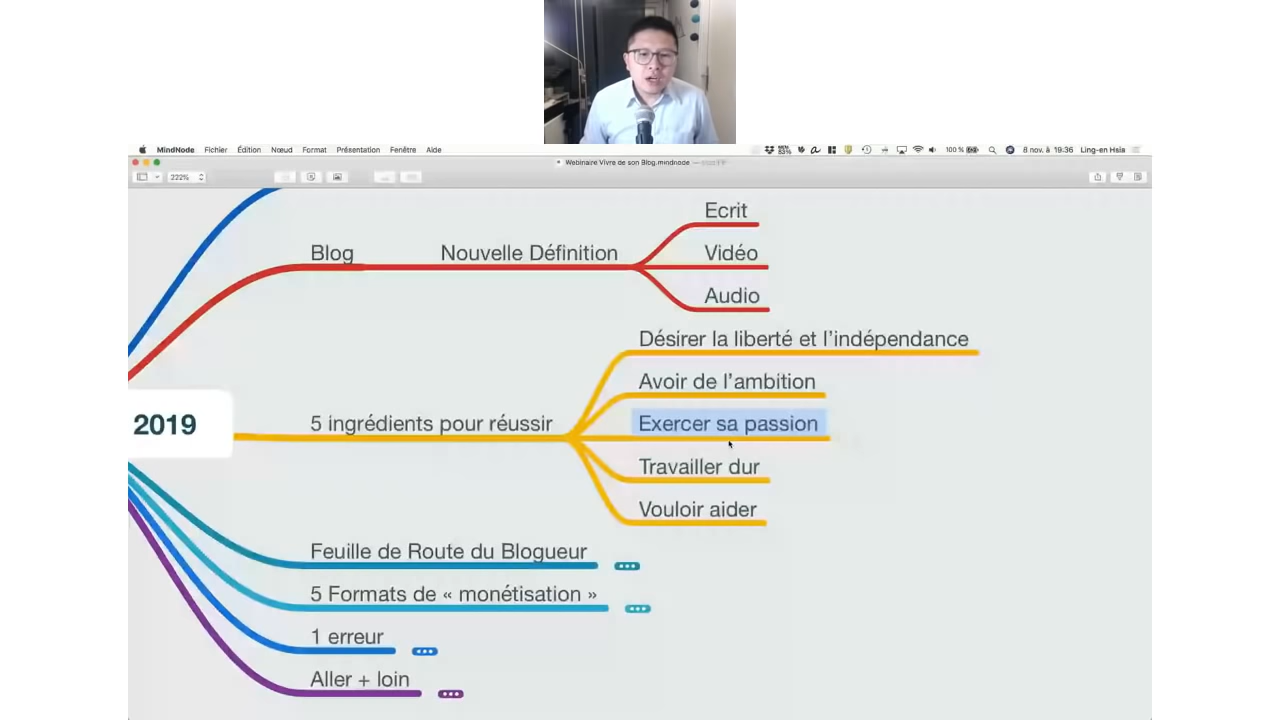 MindNode Fichier Édition Nœud Format Présentation Fenêtre Aide
100 % 8 nov. à 19:36 Ling-en Hsia
Webinaire Vivre de son Blog.mindnode
222%
Ecrit
Blog Nouvelle Définition Vidéo
Audio
Désirer la liberté et l’indépendance
Avoir de l’ambition
2019 5 ingrédients pour réussir Exercer sa passion
Travailler dur
Vouloir aider
Feuille de Route du Blogueur
5 Formats de « monétisation »
1 erreur
Aller + loin